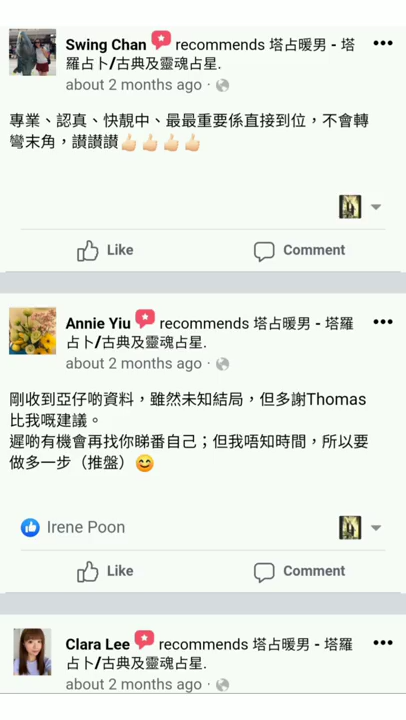 Swing Chan recommends 塔占暖男 - 塔
羅占卜/古典及靈魂占星.
about 2 months ago ·
專業、認真、快靚中、最最重要係直接到位，不會轉
彎末角，讃讃讃👍🏻👍🏻👍🏻👍🏻
Like Comment
Annie Yiu recommends 塔占暖男 - 塔羅
占卜/古典及靈魂占星.
about 2 months ago ·
剛收到亞仔啲資料，雖然未知結局，但多謝Thomas
比我嘅建議。
遲啲有機會再找你睇番自己；但我唔知時間，所以要
做多一步（推盤）😊
Irene Poon
Like Comment
Clara Lee recommends 塔占暖男 - 塔羅
占卜/古典及靈魂占星.
about 2 months ago ·